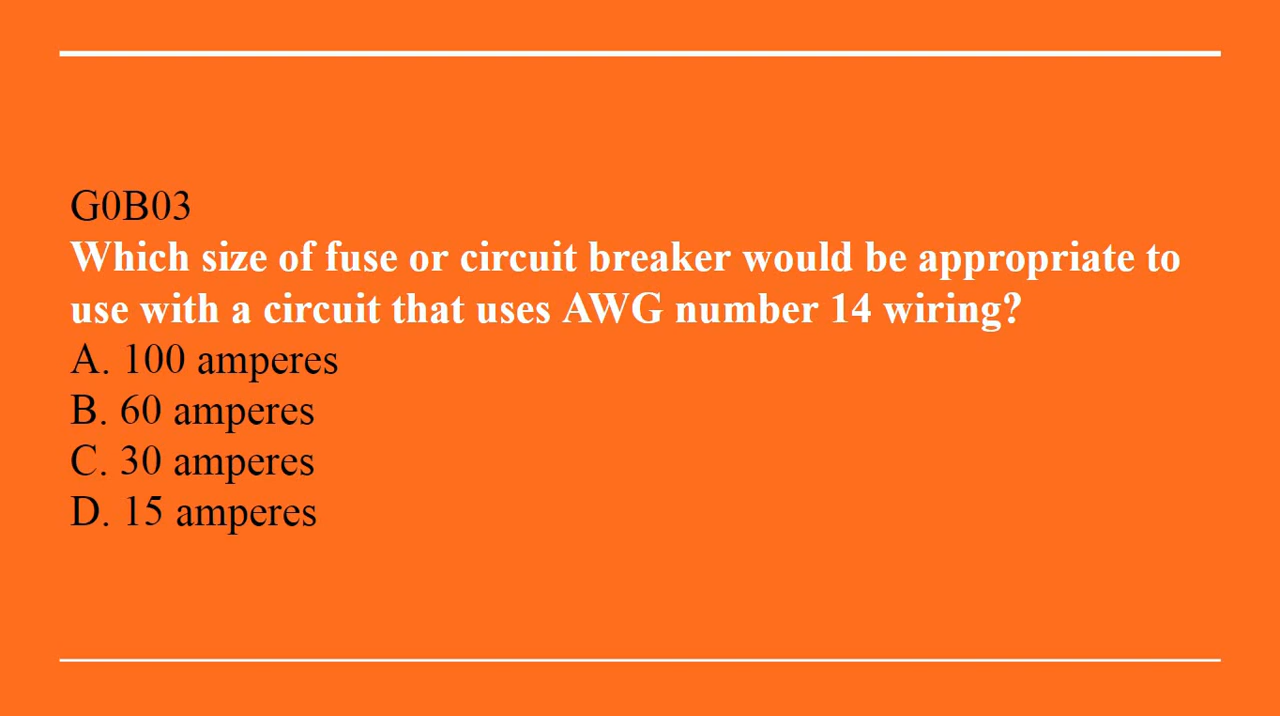 G0B03
Which size of fuse or circuit breaker would be appropriate to
use with a circuit that uses AWG number 14 wiring?
A. 100 amperes
B. 60 amperes
C. 30 amperes
D. 15 amperes